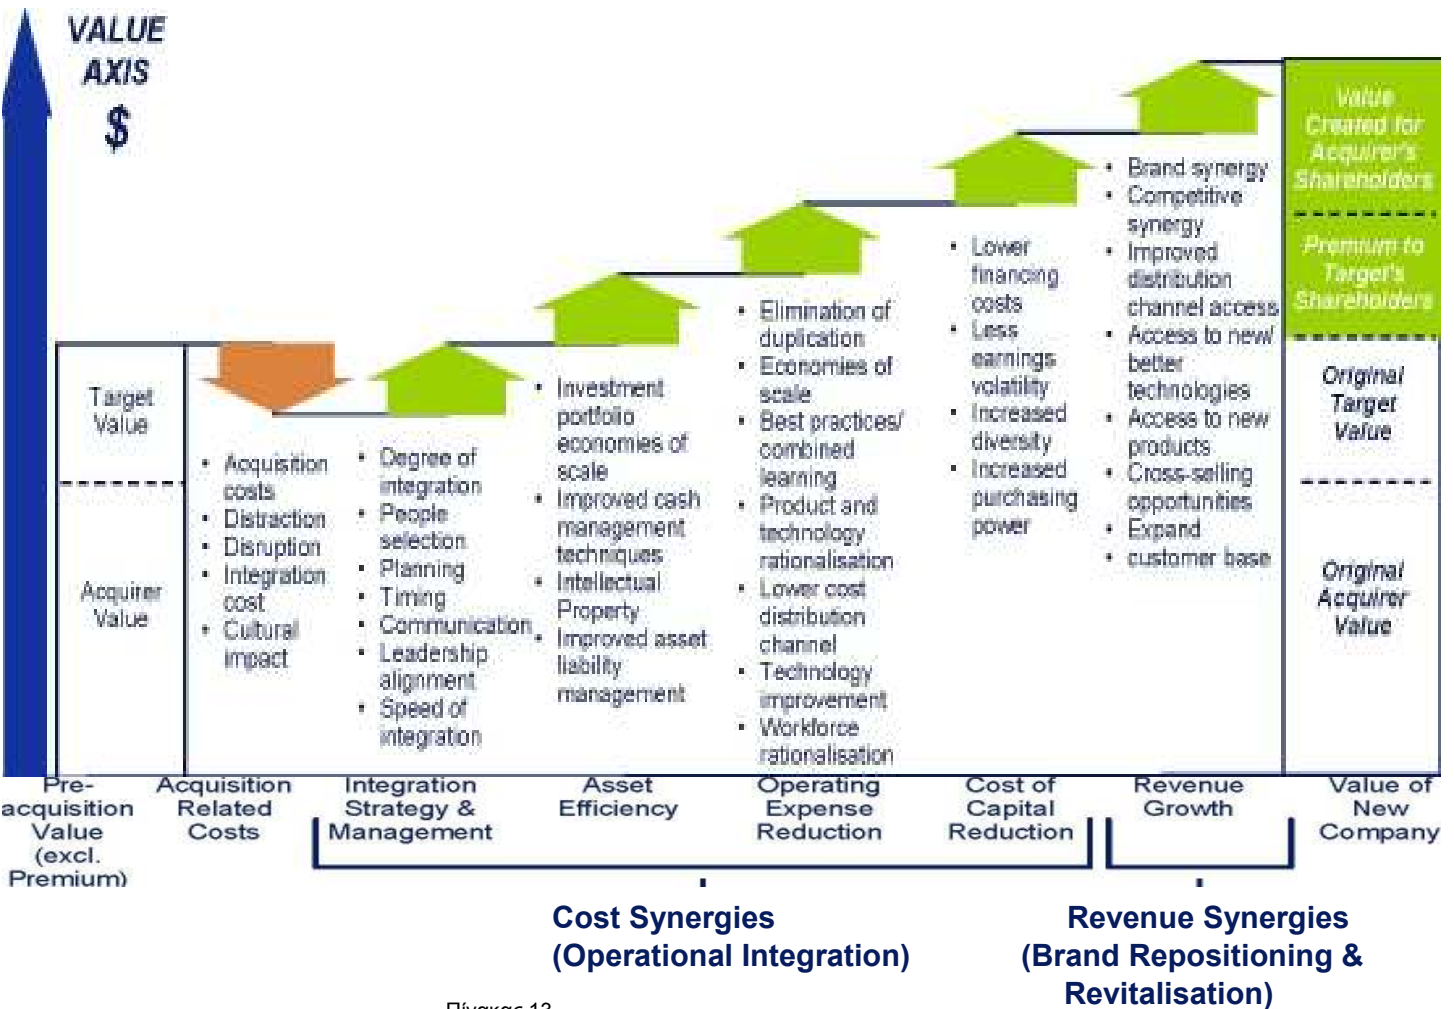 VALUE
AXIS
$
Target
Value
Acquirer
Value
• Acquisition
costs
• Distraction
• Disruption
• Integration
cost
• Cultural
impact
• Degree of
integration
• People
selection
• Planning
• Timing
• Communication
• Leadership
alignment
• Speed of
integration
• Investment
portfolio
economies of
scale
• Improved cash
management
techniques
• Intellectual
Property
• Improved asset
liability
management
• Elimination of
duplication
• Economies of
scale
• Best practices/
combined
learning
• Product and
technology
rationalisation
• Lower cost
distribution
channel
• Technology
improvement
• Workforce
rationalisation
• Lower
financing
costs
• Less
earnings
volatility
• Increased
diversity
• Increased
purchasing
power
• Brand synergy
• Competitive
synergy
• Improved
distribution
channel access
• Access to new/
better
technologies
• Access to new
products
• Cross-selling
opportunities
• Expand
• customer base
Value
Created for
Acquirer's
Shareholders
Premium to
Target's
Shareholders
Original
Target
Value
Original
Acquirer
Value
Pre-
acquisition
Value
(excl.
Premium)
Acquisition
Related
Costs
Integration
Strategy &
Management
Asset
Efficiency
Operating
Expense
Reduction
Cost of
Capital
Reduction
Revenue
Growth
Value of
New
Company
Cost Synergies
(Operational Integration)
Revenue Synergies
(Brand Repositioning &
Revitalisation)